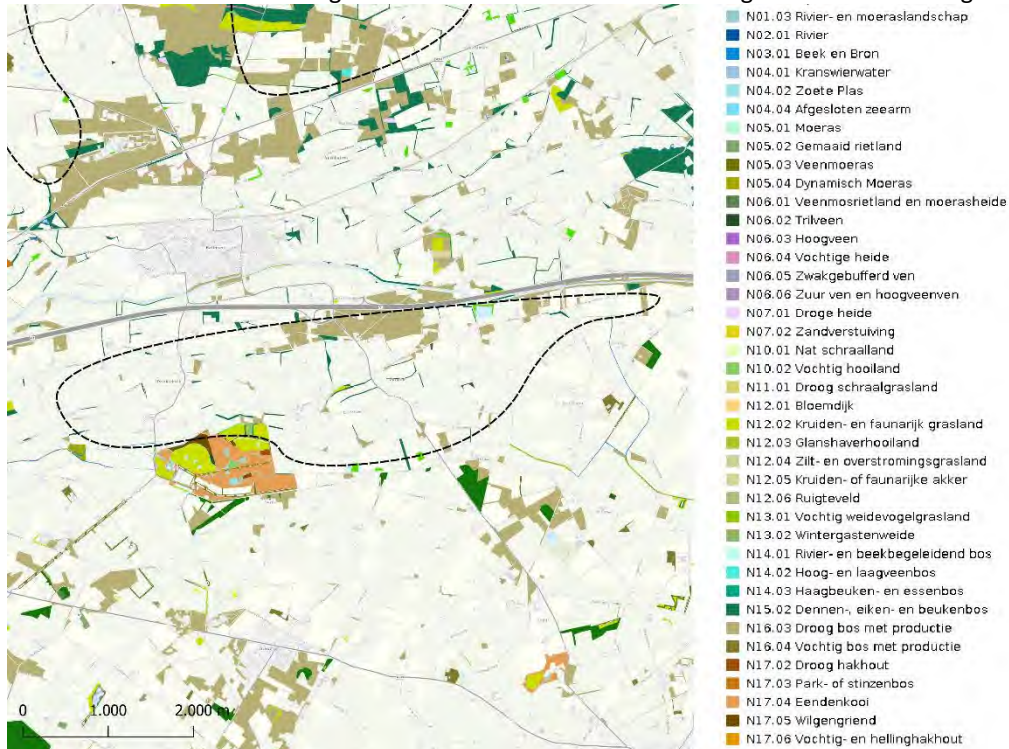 N01.03 Rivier- en moeraslandschap
N02.01 Rivier
N03.01 Beek en Bron
N04.01 Kranswierwater
N04.02 Zoete Plas
N04.04 Afgesloten zeearm
N05.01 Moeras
N05.02 Gemaaid rietland
N05.03 Veenmoeras
N05.04 Dynamisch Moeras
N06.01 Veenmosrietland en moerasheide
N06.02 Trilveen
N06.03 Hoogveen
N06.04 Vochtige heide
N06.05 Zwakgebufferd ven
N06.06 Zuur ven en hoogveenven
N07.01 Droge heide
N07.02 Zandverstuiving
N10.01 Nat schraalland
N10.02 Vochtig hooiland
N11.01 Droog schraalgrasland
N12.01 Bloemdijk
N12.02 Kruiden- en faunarijk grasland
N12.03 Glanshaverhooiland
N12.04 Zilt- en overstromingsgrasland
N12.05 Kruiden- of faunarijke akker
N12.06 Ruigteveld
N13.01 Vochtig weidevogelgrasland
N13.02 Wintergastenweide
N14.01 Rivier- en beekbegeleidend bos
N14.02 Hoog- en laagveenbos
N14.03 Haagbeuken- en essenbos
N15.02 Dennen-, eiken- en beukenbos
N16.03 Droog bos met productie
N16.04 Vochtig bos met productie
N17.02 Droog hakhout
N17.03 Park- of stinzenbos
N17.04 Eendenkooi
N17.05 Wilgengriend
N17.06 Vochtig- en hellinghakhout
0 1.000 2.000 m